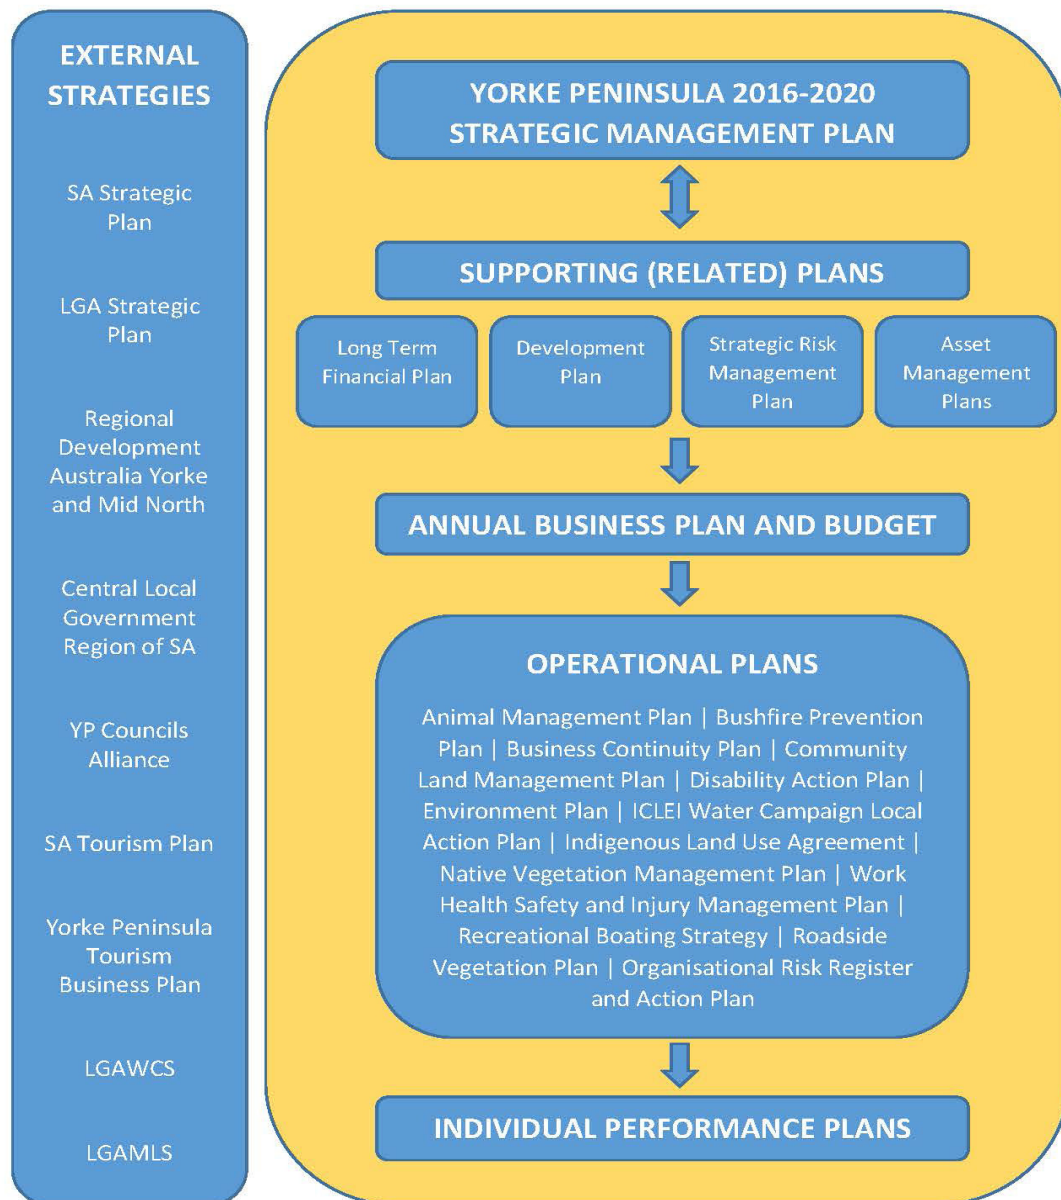 EXTERNAL
STRATEGIES
SA Strategic
Plan
LGA Strategic
Plan
Regional
Development
Australia Yorke
and Mid North
Central Local
Government
Region of SA
YP Councils
Alliance
SA Tourism Plan
Yorke Peninsula
Tourism
Business Plan
LGAWCS
LGAMLS
YORKE PENINSULA 2016-2020
STRATEGIC MANAGEMENT PLAN
SUPPORTING (RELATED) PLANS
Long Term
Financial Plan
Development
Plan
Strategic Risk
Management
Plan
Asset
Management
Plans
ANNUAL BUSINESS PLAN AND BUDGET
OPERATIONAL PLANS
Animal Management Plan | Bushfire Prevention
Plan | Business Continuity Plan | Community
Land Management Plan | Disability Action Plan |
Environment Plan | ICLEI Water Campaign Local
Action Plan | Indigenous Land Use Agreement |
Native Vegetation Management Plan | Work
Health Safety and Injury Management Plan |
Recreational Boating Strategy | Roadside
Vegetation Plan | Organisational Risk Register
and Action Plan
INDIVIDUAL PERFORMANCE PLANS